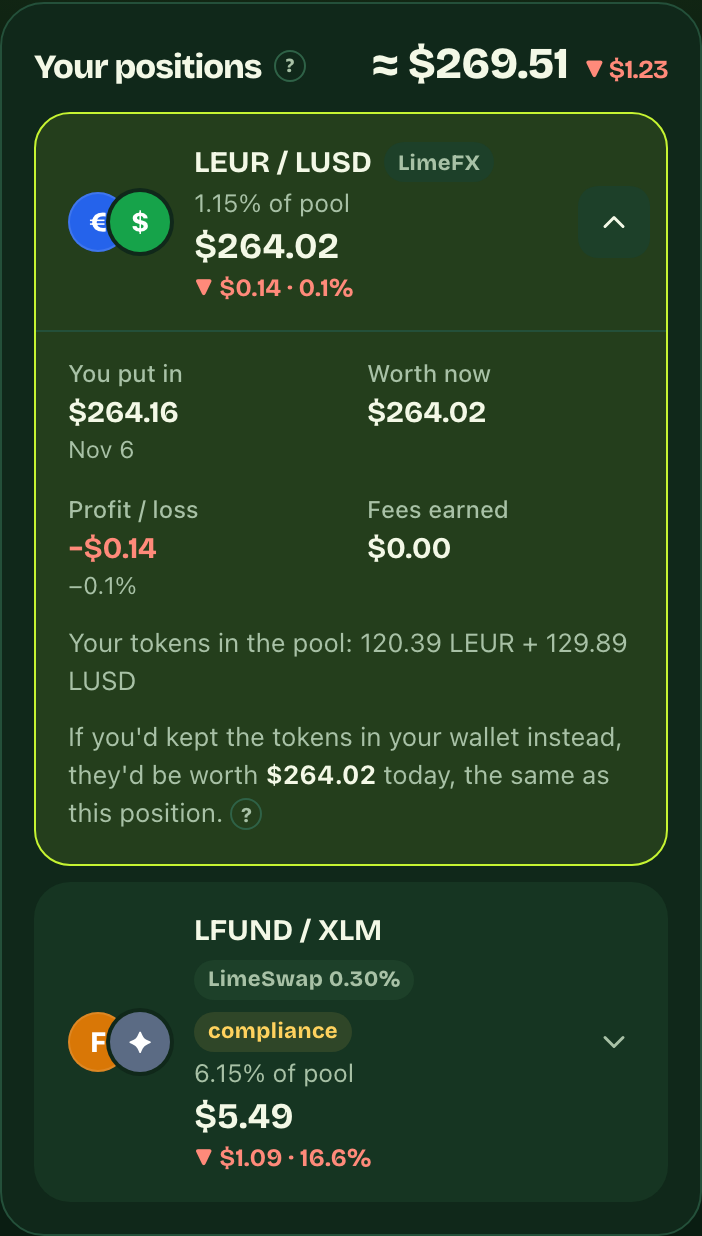 Your positions ? ≈ $269.51 ▼ $1.23
LEUR / LUSD LimeFX
1.15% of pool
€ $
$264.02
▼ $0.14 · 0.1%
You put in Worth now
$264.16 $264.02
Nov 6
Profit / loss Fees earned
−$0.14 $0.00
−0.1%
Your tokens in the pool: 120.39 LEUR + 129.89
LUSD
If you'd kept the tokens in your wallet instead,
they'd be worth $264.02 today, the same as
this position. ?
LFUND / XLM
LimeSwap 0.30%
compliance
F
6.15% of pool
$5.49
▼ $1.09 · 16.6%